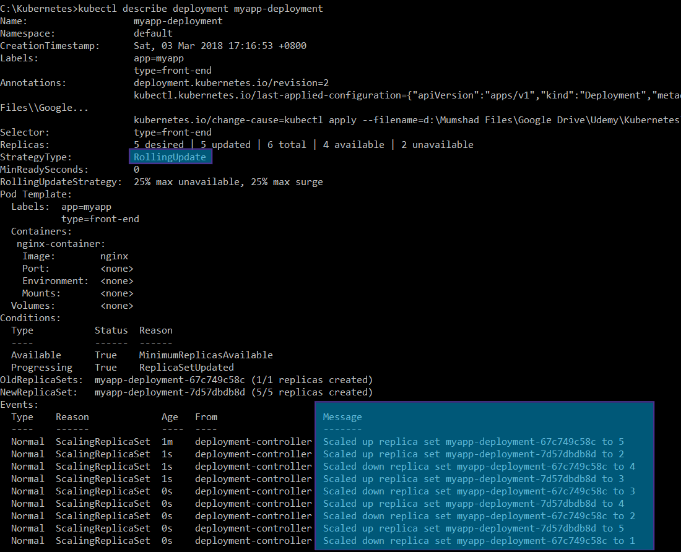 C:\Kubernetes>kubectl describe deployment myapp-deployment
Name: myapp-deployment
Namespace: default
CreationTimestamp: Sat, 03 Mar 2018 17:16:53 +0800
Labels: app=myapp
type=front-end
Annotations: deployment.kubernetes.io/revision=2
kubectl.kubernetes.io/last-applied-configuration={"apiVersion":"apps/v1","kind":"Deployment","meta
Files\\Google...
kubernetes.io/change-cause=kubectl apply --filename=d:\Mumshad Files\Google Drive\Udemy\Kubernetes
Selector: type=front-end
Replicas: 5 desired | 5 updated | 6 total | 4 available | 2 unavailable
StrategyType: RollingUpdate
MinReadySeconds: 0
RollingUpdateStrategy: 25% max unavailable, 25% max surge
Pod Template:
Labels: app=myapp
type=front-end
Containers:
nginx-container:
Image: nginx
Port: <none>
Environment: <none>
Mounts: <none>
Volumes: <none>
Conditions:
Type Status Reason
---- ------ ------
Available True MinimumReplicasAvailable
Progressing True ReplicaSetUpdated
OldReplicaSets: myapp-deployment-67c749c58c (1/1 replicas created)
NewReplicaSet: myapp-deployment-7d57dbdb8d (5/5 replicas created)
Events:
Type Reason Age From Message
---- ------ ---- ---- -------
Normal ScalingReplicaSet 1m deployment-controller Scaled up replica set myapp-deployment-67c749c58c to 5
Normal ScalingReplicaSet 1s deployment-controller Scaled up replica set myapp-deployment-7d57dbdb8d to 2
Normal ScalingReplicaSet 1s deployment-controller Scaled down replica set myapp-deployment-67c749c58c to 4
Normal ScalingReplicaSet 1s deployment-controller Scaled up replica set myapp-deployment-7d57dbdb8d to 3
Normal ScalingReplicaSet 0s deployment-controller Scaled down replica set myapp-deployment-67c749c58c to 3
Normal ScalingReplicaSet 0s deployment-controller Scaled up replica set myapp-deployment-7d57dbdb8d to 4
Normal ScalingReplicaSet 0s deployment-controller Scaled down replica set myapp-deployment-67c749c58c to 2
Normal ScalingReplicaSet 0s deployment-controller Scaled up replica set myapp-deployment-7d57dbdb8d to 5
Normal ScalingReplicaSet 0s deployment-controller Scaled down replica set myapp-deployment-67c749c58c to 1